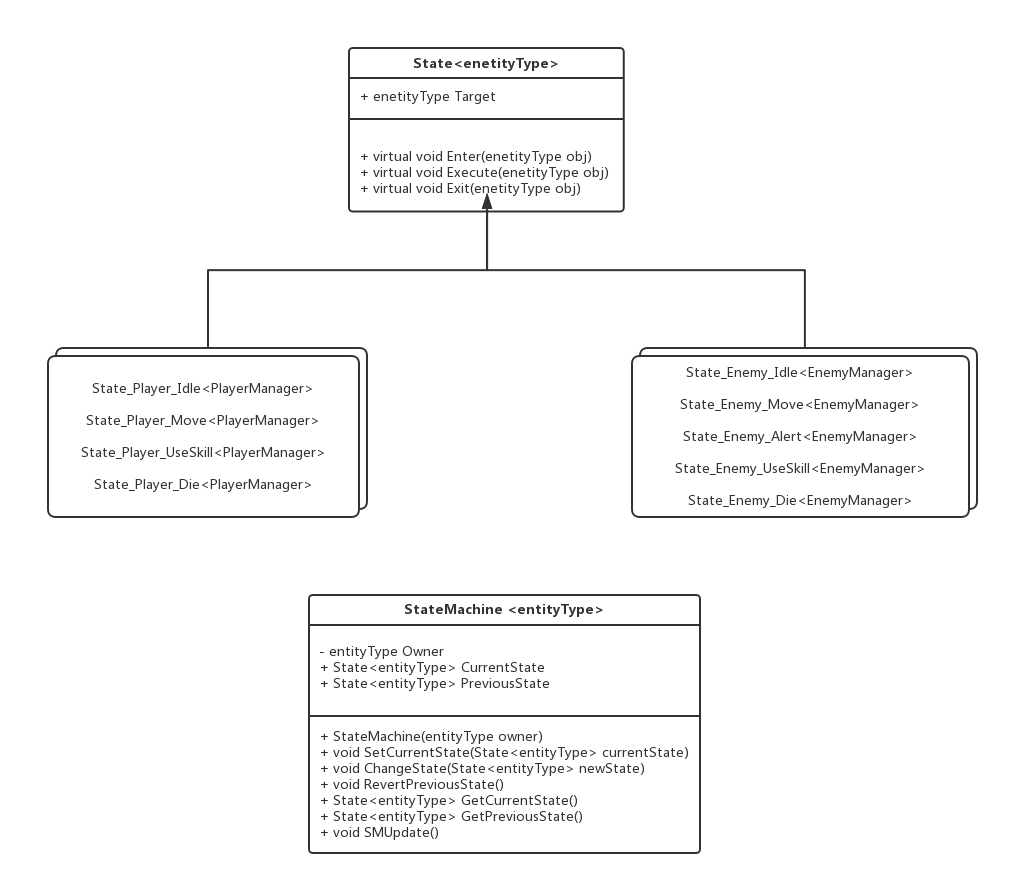 State<enetityType>
+ enetityType Target
+ virtual void Enter(enetityType obj)
+ virtual void Execute(enetityType obj)
+ virtual void Exit(enetityType obj)
State_Player_Idle<PlayerManager>
State_Player_Move<PlayerManager>
State_Player_UseSkill<PlayerManager>
State_Player_Die<PlayerManager>
State_Enemy_Idle<EnemyManager>
State_Enemy_Move<EnemyManager>
State_Enemy_Alert<EnemyManager>
State_Enemy_UseSkill<EnemyManager>
State_Enemy_Die<EnemyManager>
StateMachine <entityType>
- entityType Owner
+ State<entityType> CurrentState
+ State<entityType> PreviousState
+ StateMachine(entityType owner)
+ void SetCurrentState(State<entityType> currentState)
+ void ChangeState(State<entityType> newState)
+ void RevertPreviousState()
+ State<entityType> GetCurrentState()
+ State<entityType> GetPreviousState()
+ void SMUpdate()